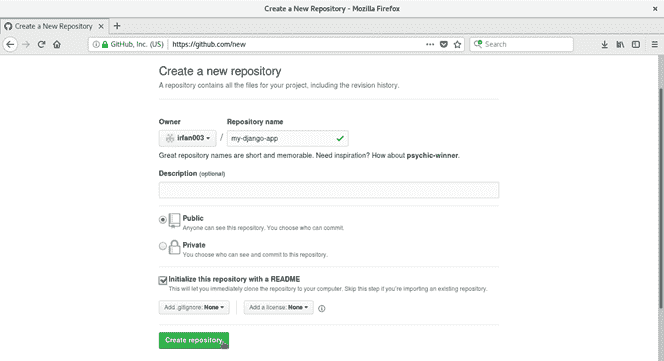 Create a New Repository - Mozilla Firefox
Create a New Repository
GitHub, Inc. (US) https://github.com/new Search
Create a new repository
A repository contains all the files for your project, including the revision history.
Owner Repository name
irfan003 / my-django-app
Great repository names are short and memorable. Need inspiration? How about psychic-winner.
Description (optional)
Public
Anyone can see this repository. You choose who can commit.
Private
You choose who can see and commit to this repository.
Initialize this repository with a README
This will let you immediately clone the repository to your computer. Skip this step if you're importing an existing repository.
Add .gitignore: None Add a license: None
Create repository